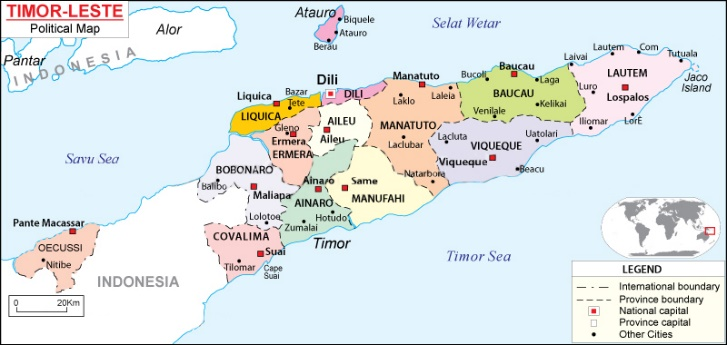 TIMOR-LESTE
Political Map
Alor
Pantar
INDONESIA
Atauro
Biquele
Atauro
Berau
Selat Wetar
Dili
Liquica
Bazar
Tete
LIQUICA
DILI
Manatuto
Laklo
Laleia
Bucoli
Baucau
Laga
BAUCAU
Kelikai
Venilale
Laivai
Lautem
Com
Tutuala
LAUTEM
Luro
Lospalos
Jaco
Island
Iliomar
LorE
Gleno
Ermera
ERMERA
AILEU
Aileu
MANATUTO
Laclubar
Natarbora
Lacluta
VIQUEQUE
Uatolari
Viqueque
Beacu
Savu Sea
BOBONARO
Balibo
Maliana
Lolotoe
Ainaro
AINARO
Hotudo
Zumalai
Same
MANUFAHI
COVALIMA
Suai
Tilomar
Cape
Suai
Timor
Timor Sea
Pante Macassar
OECUSSI
Nitibe
INDONESIA
0 20Km
LEGEND
International boundary
Province boundary
National capital
Province capital
Other Cities